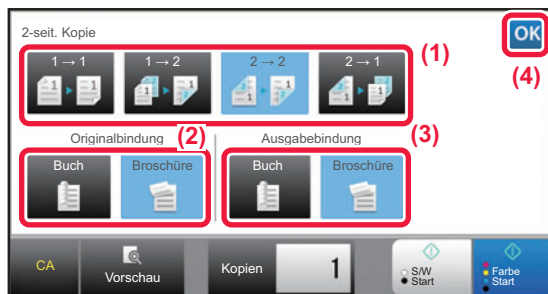 2-seit. Kopie
OK
(1)
(4)
1 → 1
1 → 2
2 → 2
2 → 1
Originalbindung
(2)
Ausgabebindung
(3)
Buch
Broschüre
Buch
Broschüre
CA
Vorschau
Kopien
1
S/W
Start
Farbe
Start